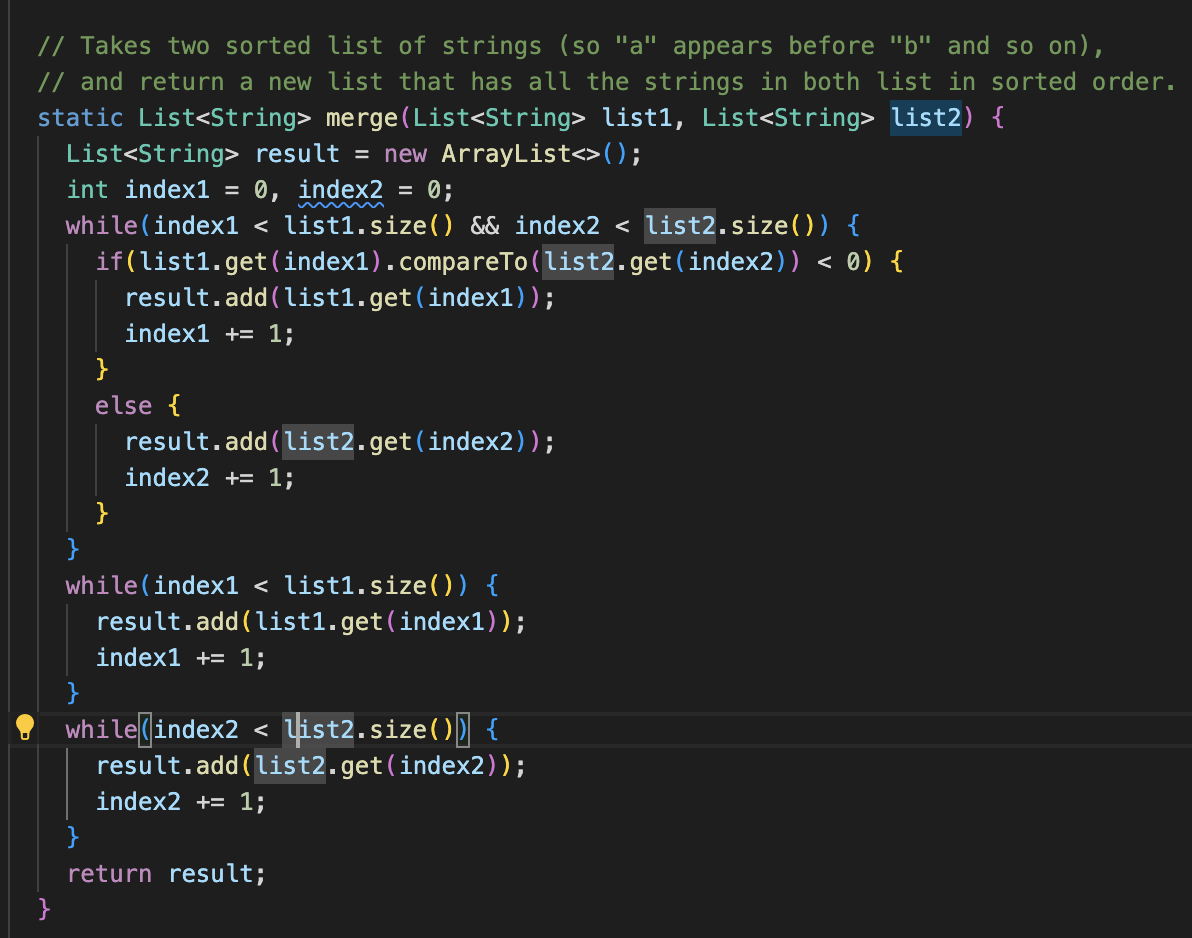 // Takes two sorted list of strings (so "a" appears before "b" and so on),
// and return a new list that has all the strings in both list in sorted order.
static List<String> merge(List<String> list1, List<String> list2) {
  List<String> result = new ArrayList<>();
  int index1 = 0, index2 = 0;
  while(index1 < list1.size() && index2 < list2.size()) {
    if(list1.get(index1).compareTo(list2.get(index2)) < 0) {
      result.add(list1.get(index1));
      index1 += 1;
    }
    else {
      result.add(list2.get(index2));
      index2 += 1;
    }
  }
  while(index1 < list1.size()) {
    result.add(list1.get(index1));
    index1 += 1;
  }
  while(index2 < list2.size()) {
    result.add(list2.get(index2));
    index2 += 1;
  }
  return result;
}